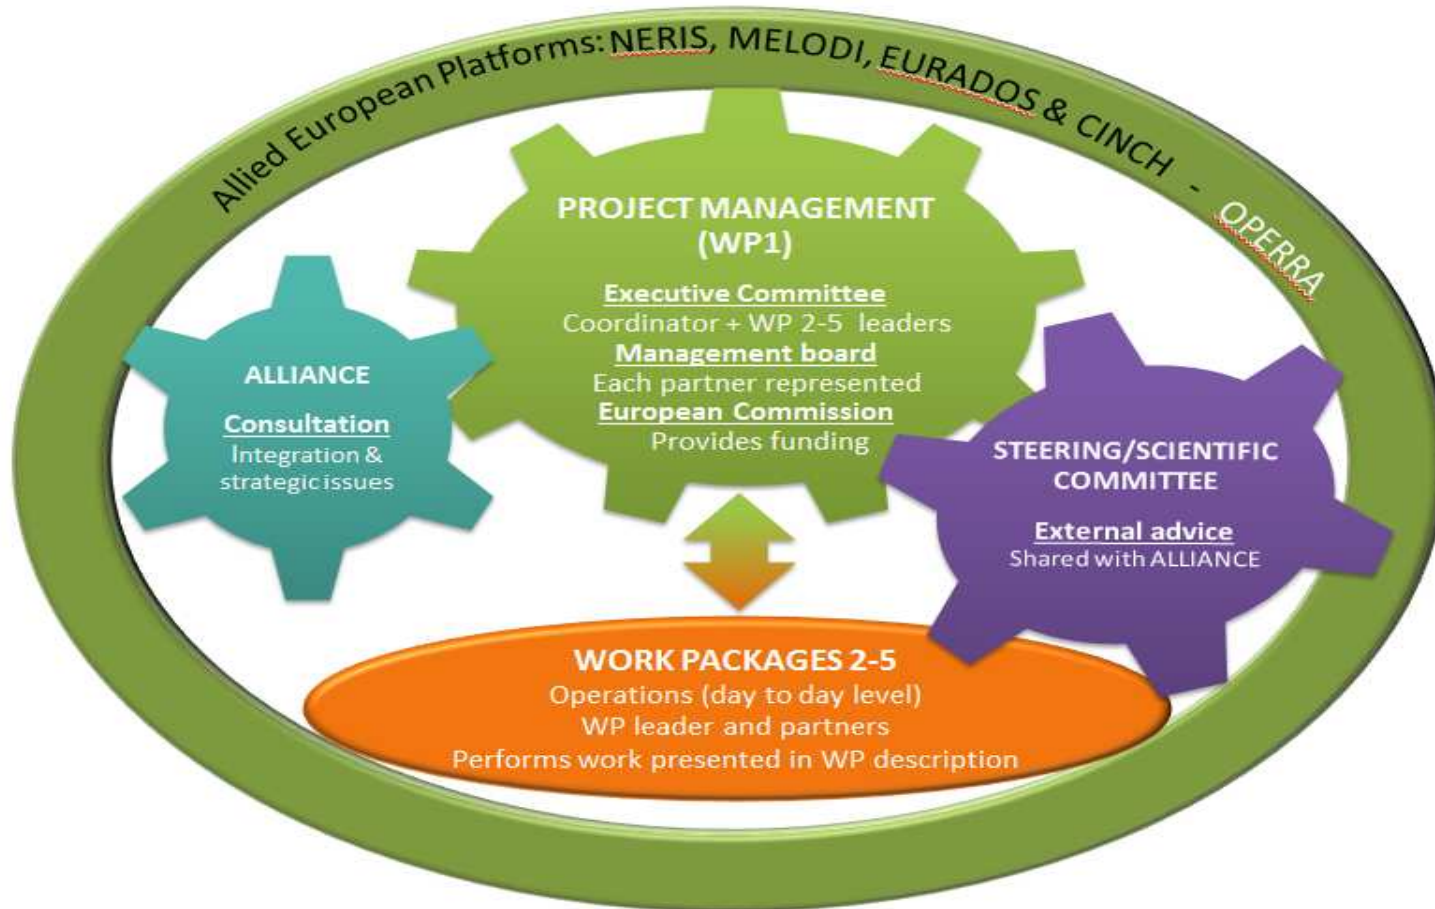 Allied European Platforms: NERIS, MELODI, EURADOS & CINCH - OPERRA
PROJECT MANAGEMENT
(WP1)
Executive Committee
Coordinator + WP 2-5 leaders
Management board
Each partner represented
European Commission
Provides funding
ALLIANCE
Consultation
Integration &
strategic issues
STEERING/SCIENTIFIC
COMMITTEE
External advice
Shared with ALLIANCE
WORK PACKAGES 2-5
Operations (day to day level)
WP leader and partners
Performs work presented in WP description